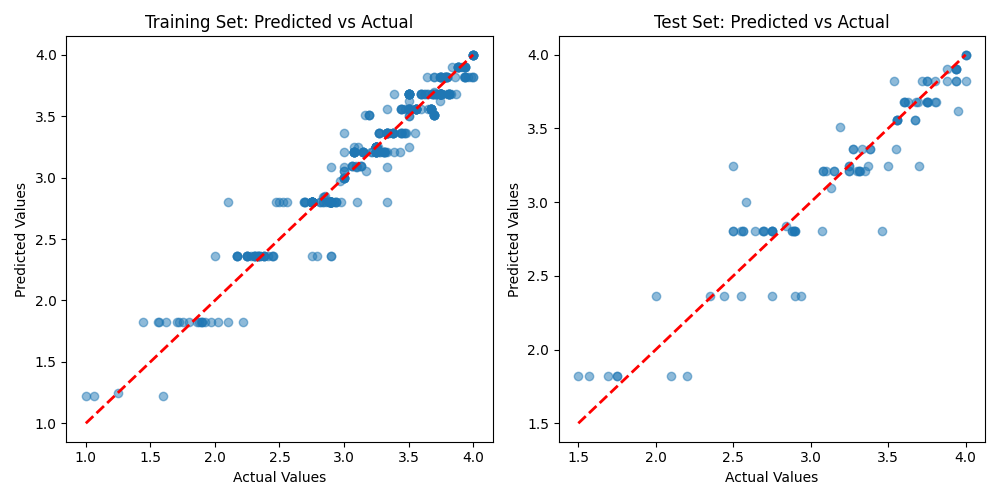 Training Set: Predicted vs Actual
Predicted Values
4.0
3.5
3.0
2.5
2.0
1.5
1.0
1.0 1.5 2.0 2.5 3.0 3.5 4.0
Actual Values
Test Set: Predicted vs Actual
Predicted Values
4.0
3.5
3.0
2.5
2.0
1.5
1.5 2.0 2.5 3.0 3.5 4.0
Actual Values